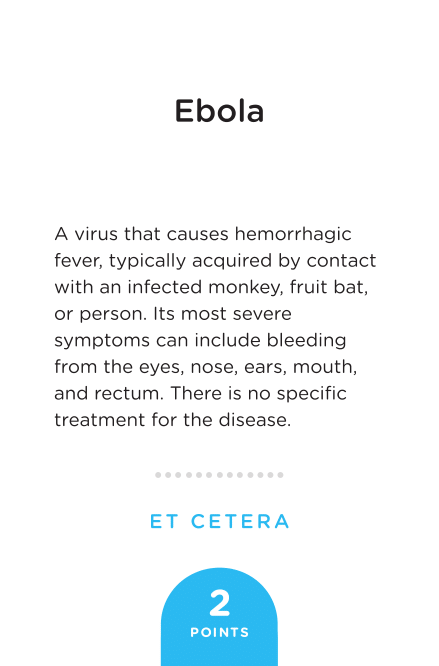 Ebola
A virus that causes hemorrhagic
fever, typically acquired by contact
with an infected monkey, fruit bat,
or person. Its most severe
symptoms can include bleeding
from the eyes, nose, ears, mouth,
and rectum. There is no specific
treatment for the disease.
ET CETERA
2
POINTS